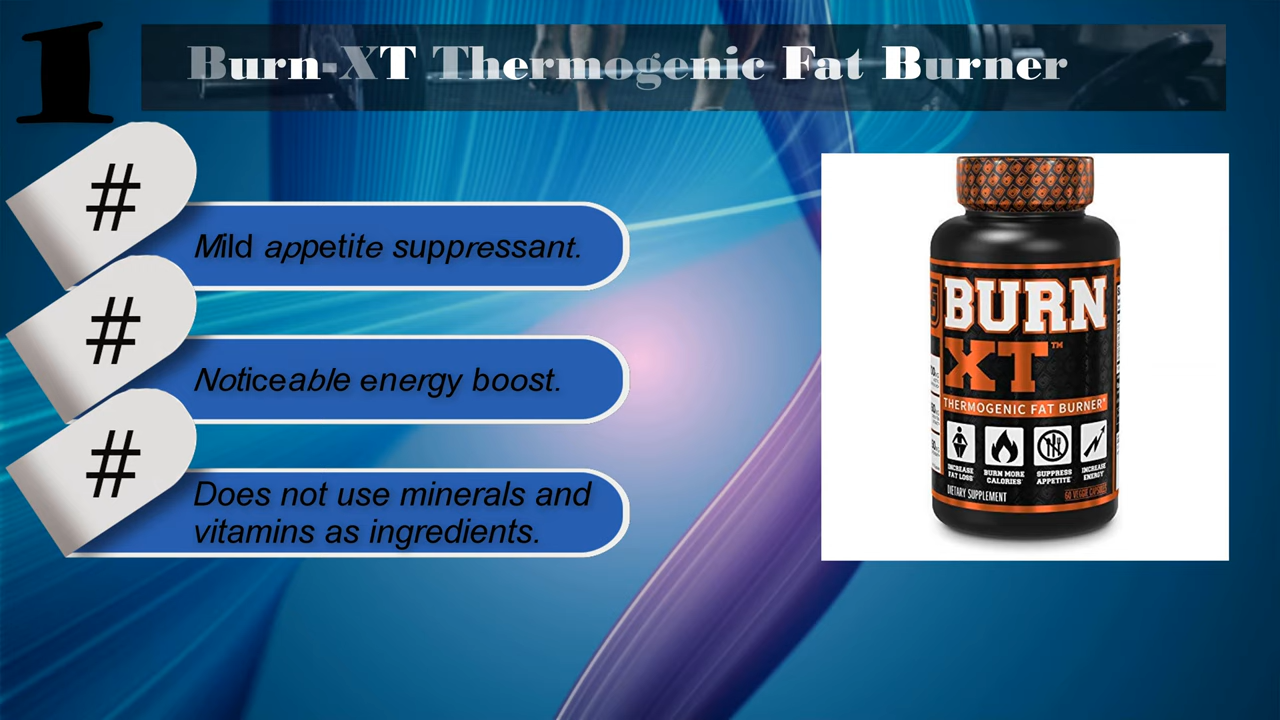 1
Burn-XT Thermogenic Fat Burner
#
Mild appetite suppressant.
#
Noticeable energy boost.
#
Does not use minerals and
vitamins as ingredients.
BURN
XT™
THERMOGENIC FAT BURNER*
INCREASE
FAT LOSS*
BURN MORE
CALORIES*
SUPPRESS
APPETITE*
INCREASE
ENERGY*
DIETARY SUPPLEMENT
60 VEGGIE CAPSULES